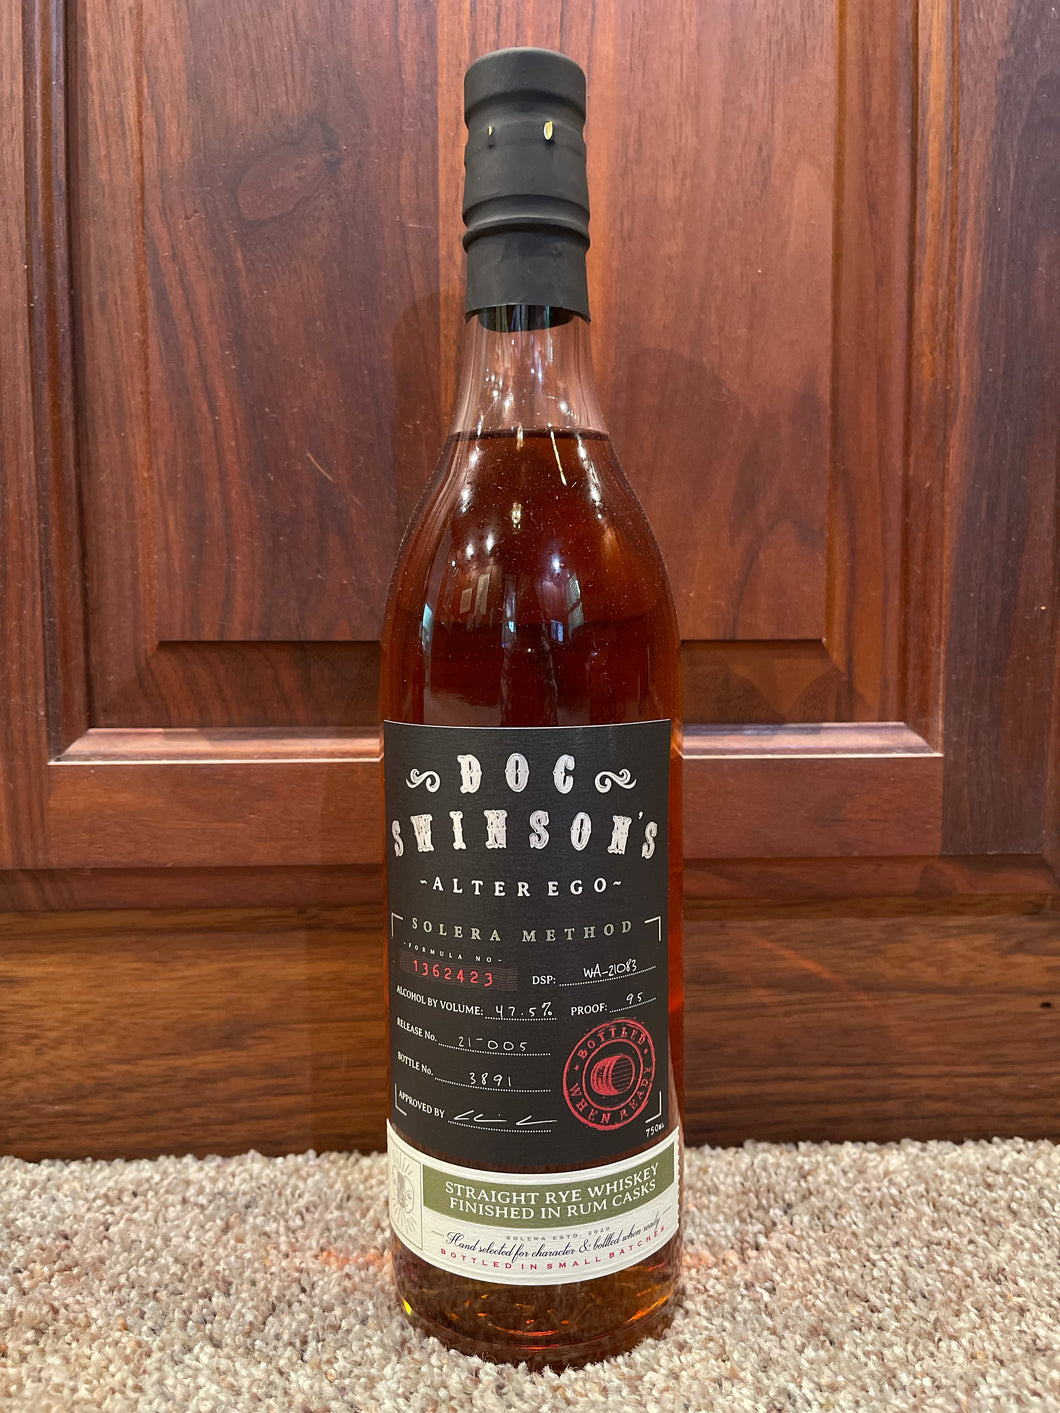 DOC
SWINSON'S
~ALTER EGO~
SOLERA METHOD
-FORMULA NO-
1362423
DSP: WA-21083
ALCOHOL BY VOLUME: 47.5% PROOF: 95
RELEASE No. 21-005
BOTTLE No. 3891
BOTTLED WHEN READY
APPROVED BY
750ML
STRAIGHT RYE WHISKEY
FINISHED IN RUM CASKS
SOLERA ESTD. 2020
Hand selected for character & bottled when ready
BOTTLED IN SMALL BATCHES